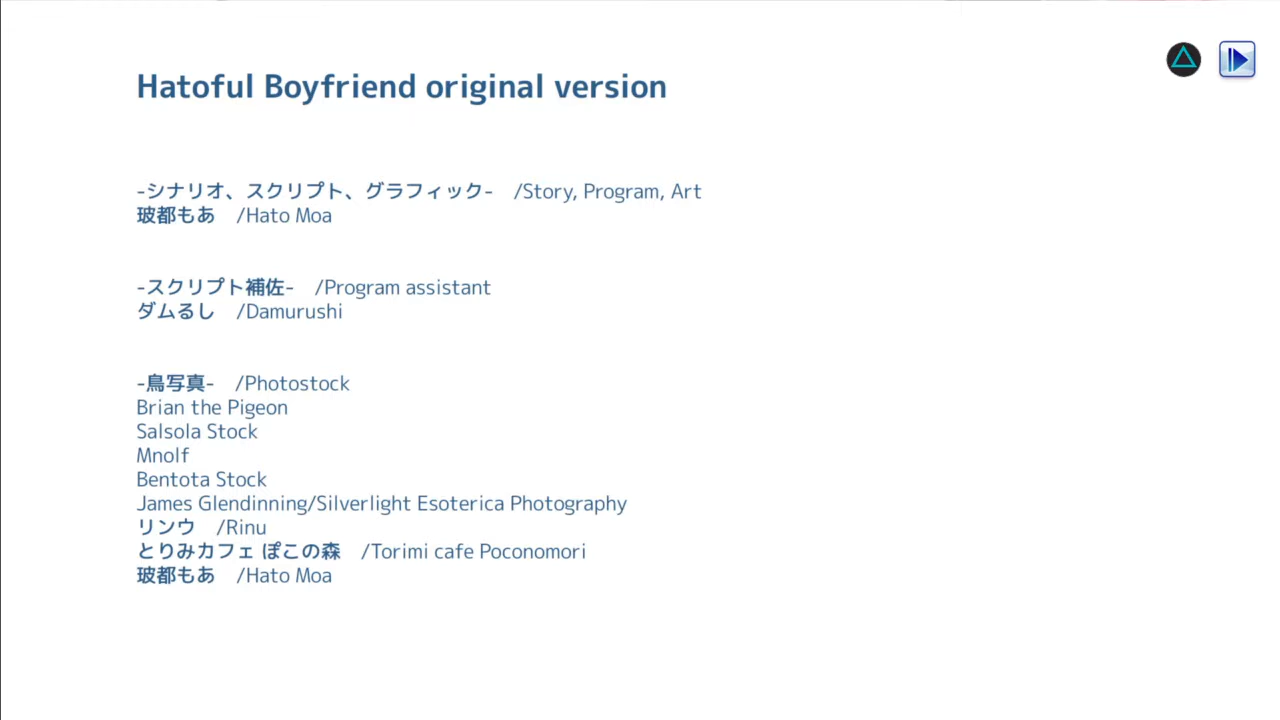 Hatoful Boyfriend original version
-シナリオ、スクリプト、グラフィック-　/Story, Program, Art
玻都もあ　/Hato Moa
-スクリプト補佐-　/Program assistant
ダムるし　/Damurushi
-鳥写真-　/Photostock
Brian the Pigeon
Salsola Stock
Mnolf
Bentota Stock
James Glendinning/Silverlight Esoterica Photography
リンウ　/Rinu
とりみカフェ ぽこの森　/Torimi cafe Poconomori
玻都もあ　/Hato Moa